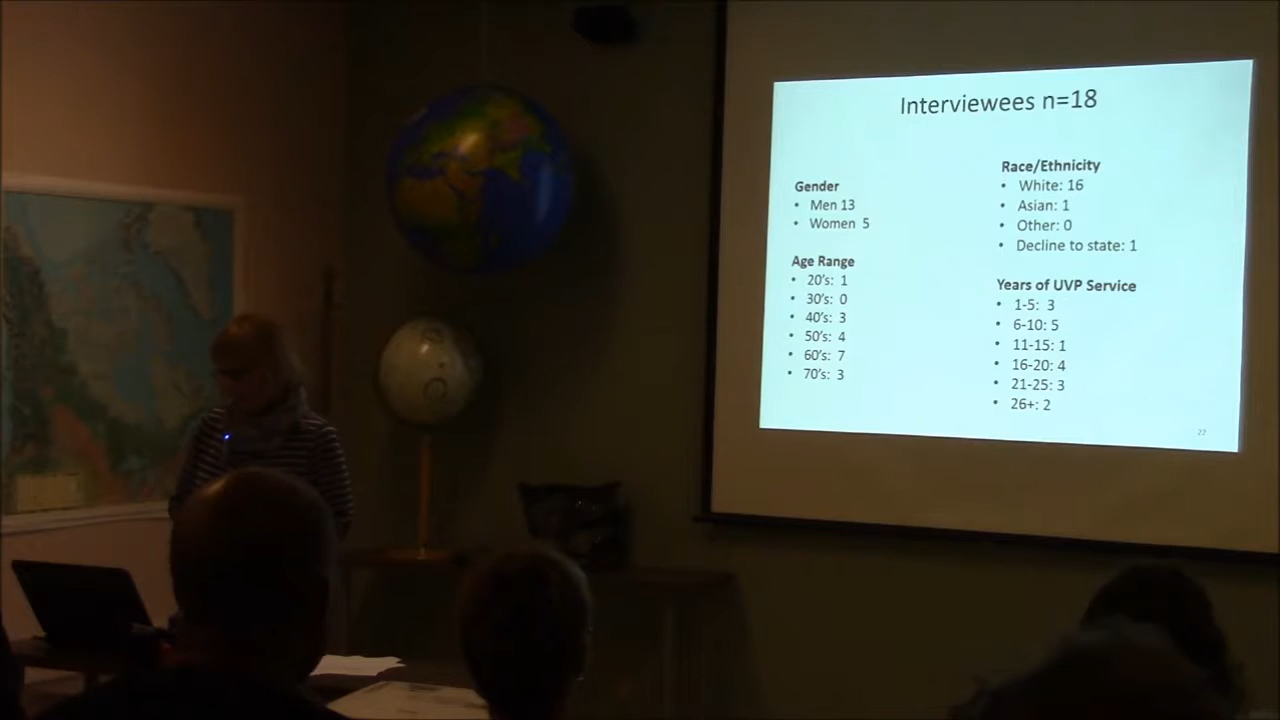 Interviewees n=18
Gender
• Men 13
• Women 5
Age Range
• 20's: 1
• 30's: 0
• 40's: 3
• 50's: 4
• 60's: 7
• 70's: 3
Race/Ethnicity
• White: 16
• Asian: 1
• Other: 0
• Decline to state: 1
Years of UVP Service
• 1-5: 3
• 6-10: 5
• 11-15: 1
• 16-20: 4
• 21-25: 3
• 26+: 2
22